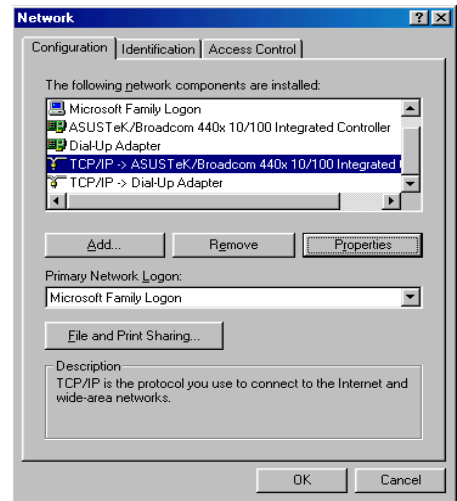 Network
Configuration Identification Access Control
The following network components are installed:
Microsoft Family Logon
ASUSTeK/Broadcom 440x 10/100 Integrated Controller
Dial-Up Adapter
TCP/IP -> ASUSTeK/Broadcom 440x 10/100 Integrated
TCP/IP -> Dial-Up Adapter
Add... Remove Properties
Primary Network Logon:
Microsoft Family Logon
File and Print Sharing...
Description
TCP/IP is the protocol you use to connect to the Internet and
wide-area networks.
OK Cancel